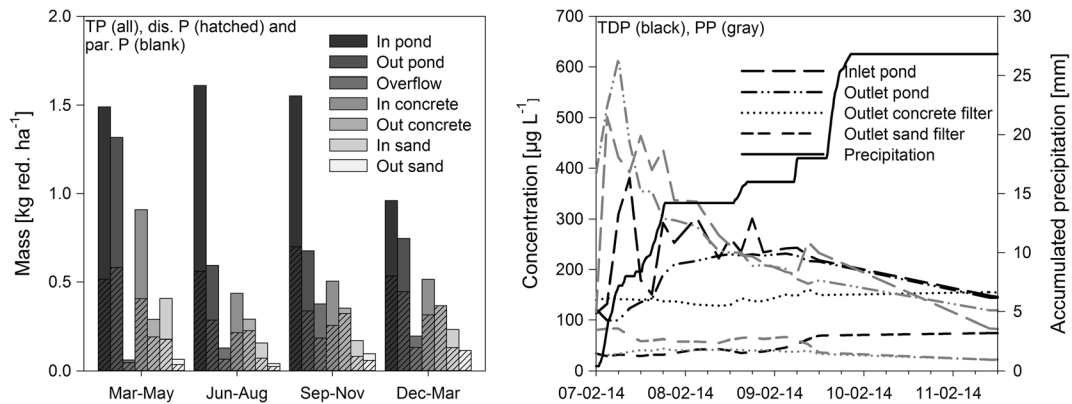 TP (all), dis. P (hatched) and
par. P (blank)
In pond
Out pond
Overflow
In concrete
Out concrete
In sand
Out sand
Mass [kg red. ha⁻¹]
2.0
1.5
1.0
0.5
0.0
Mar-May
Jun-Aug
Sep-Nov
Dec-Mar
TDP (black), PP (gray)
Inlet pond
Outlet pond
Outlet concrete filter
Outlet sand filter
Precipitation
Concentration [µg L⁻¹]
700
600
500
400
300
200
100
0
07-02-14
08-02-14
09-02-14
10-02-14
11-02-14
30
25
20
15
10
5
0
Accumulated precipitation [mm]